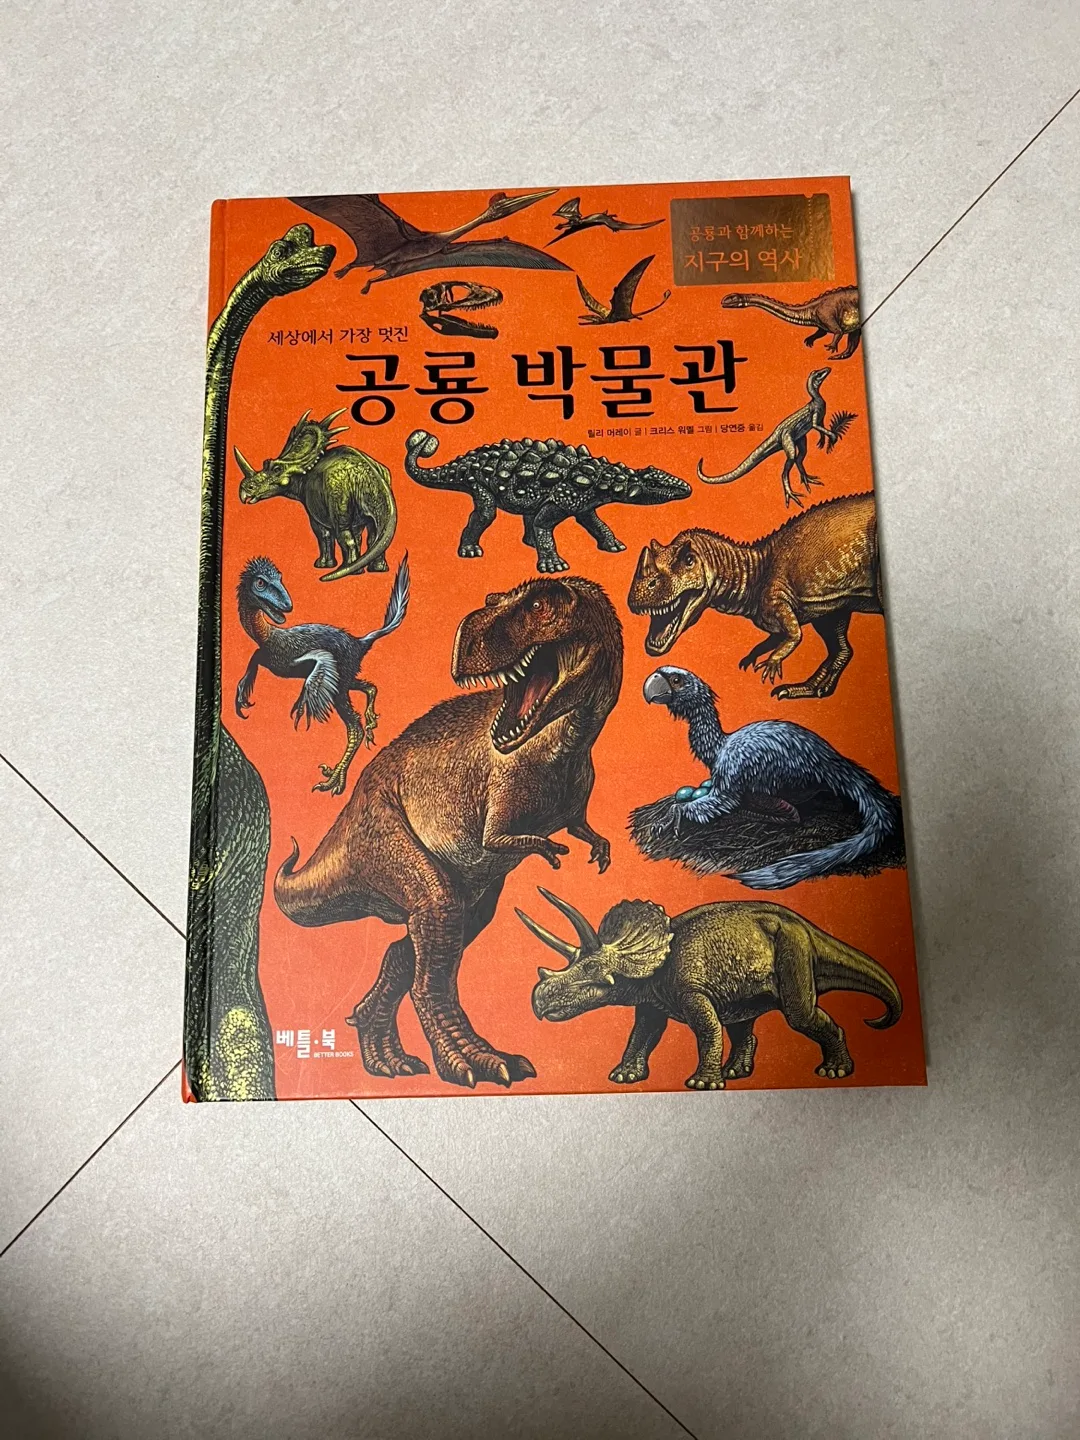 공룡과 함께하는
지구의 역사
세상에서 가장 멋진
공룡 박물관
릴리 머레이 글 | 크리스 워멜 그림 | 당연증 옮김
베틀·북
BETTER BOOKS